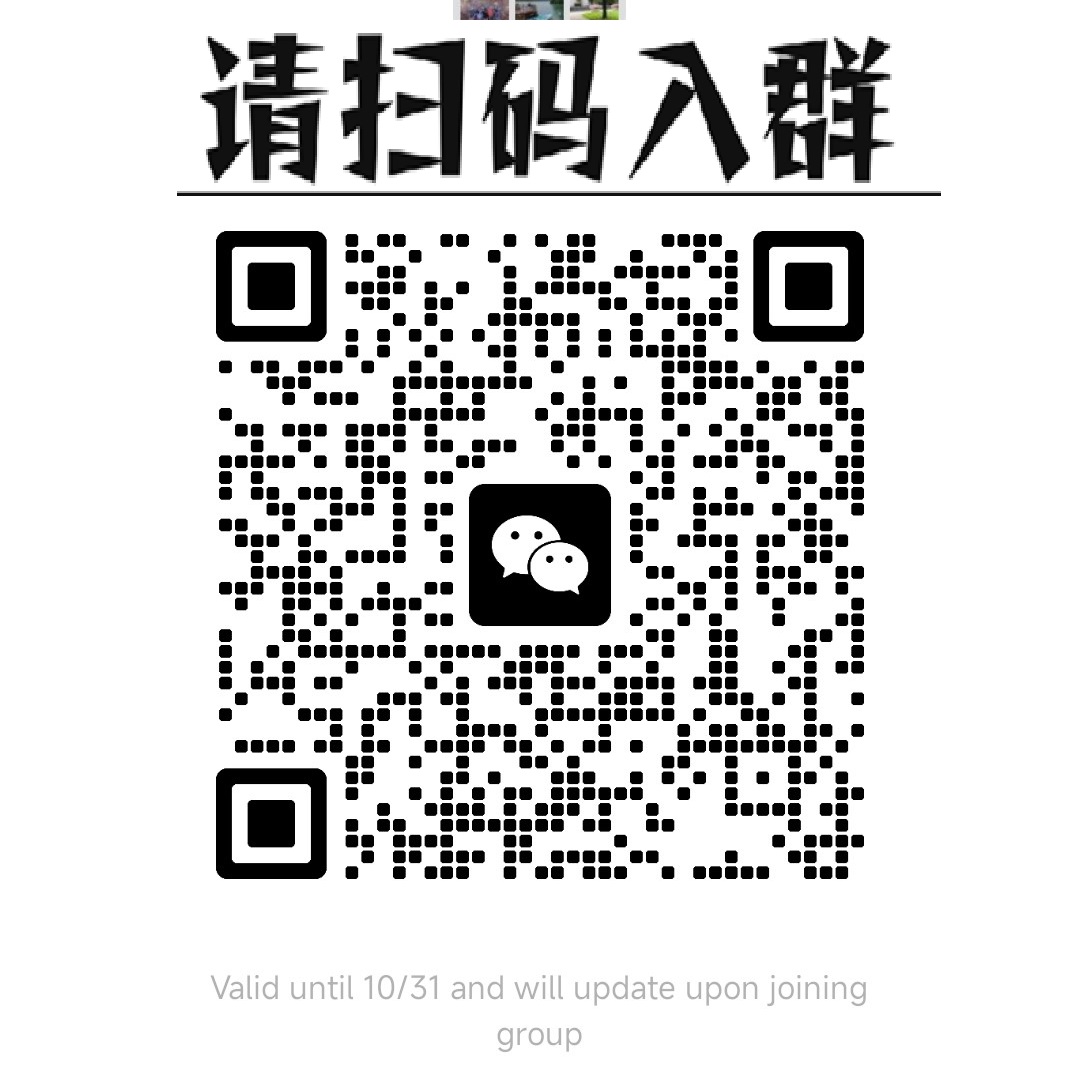 请扫码入群
Valid until 10/31 and will update upon joining
group